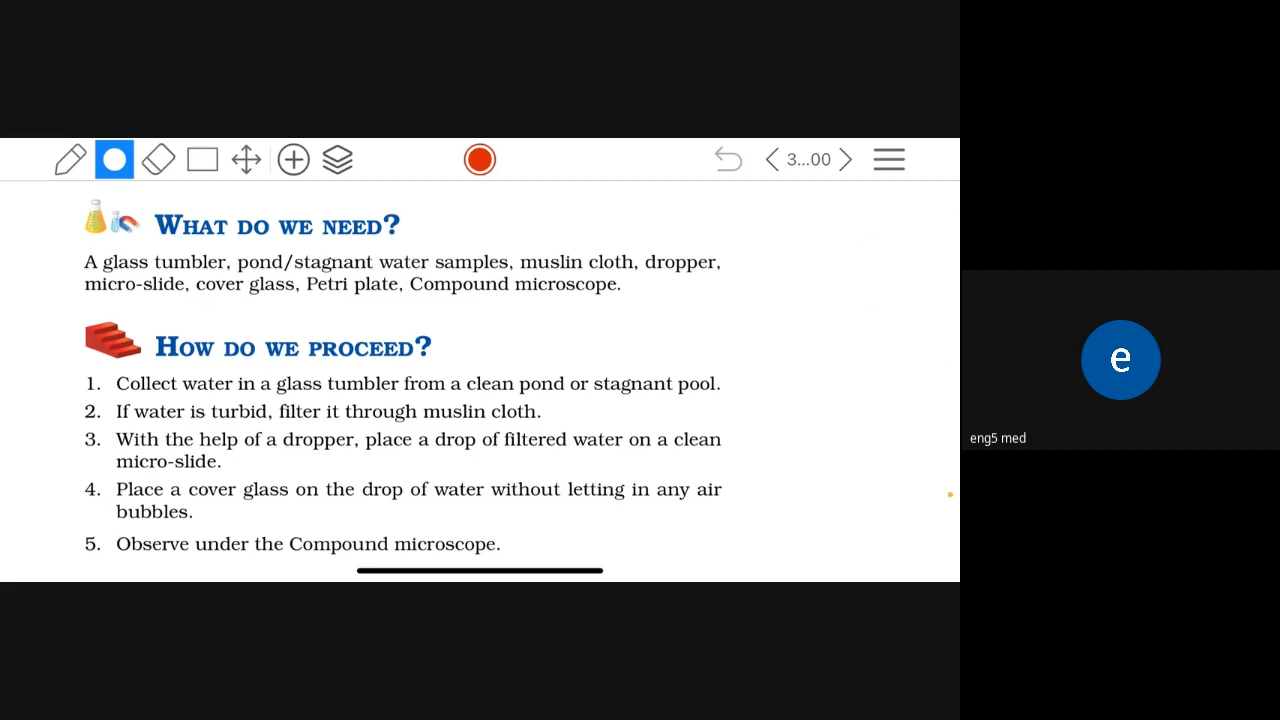 3...00
WHAT DO WE NEED?
A glass tumbler, pond/stagnant water samples, muslin cloth, dropper,
micro-slide, cover glass, Petri plate, Compound microscope.
HOW DO WE PROCEED?
1. Collect water in a glass tumbler from a clean pond or stagnant pool.
2. If water is turbid, filter it through muslin cloth.
3. With the help of a dropper, place a drop of filtered water on a clean
micro-slide.
4. Place a cover glass on the drop of water without letting in any air
bubbles.
5. Observe under the Compound microscope.
e
eng5 med